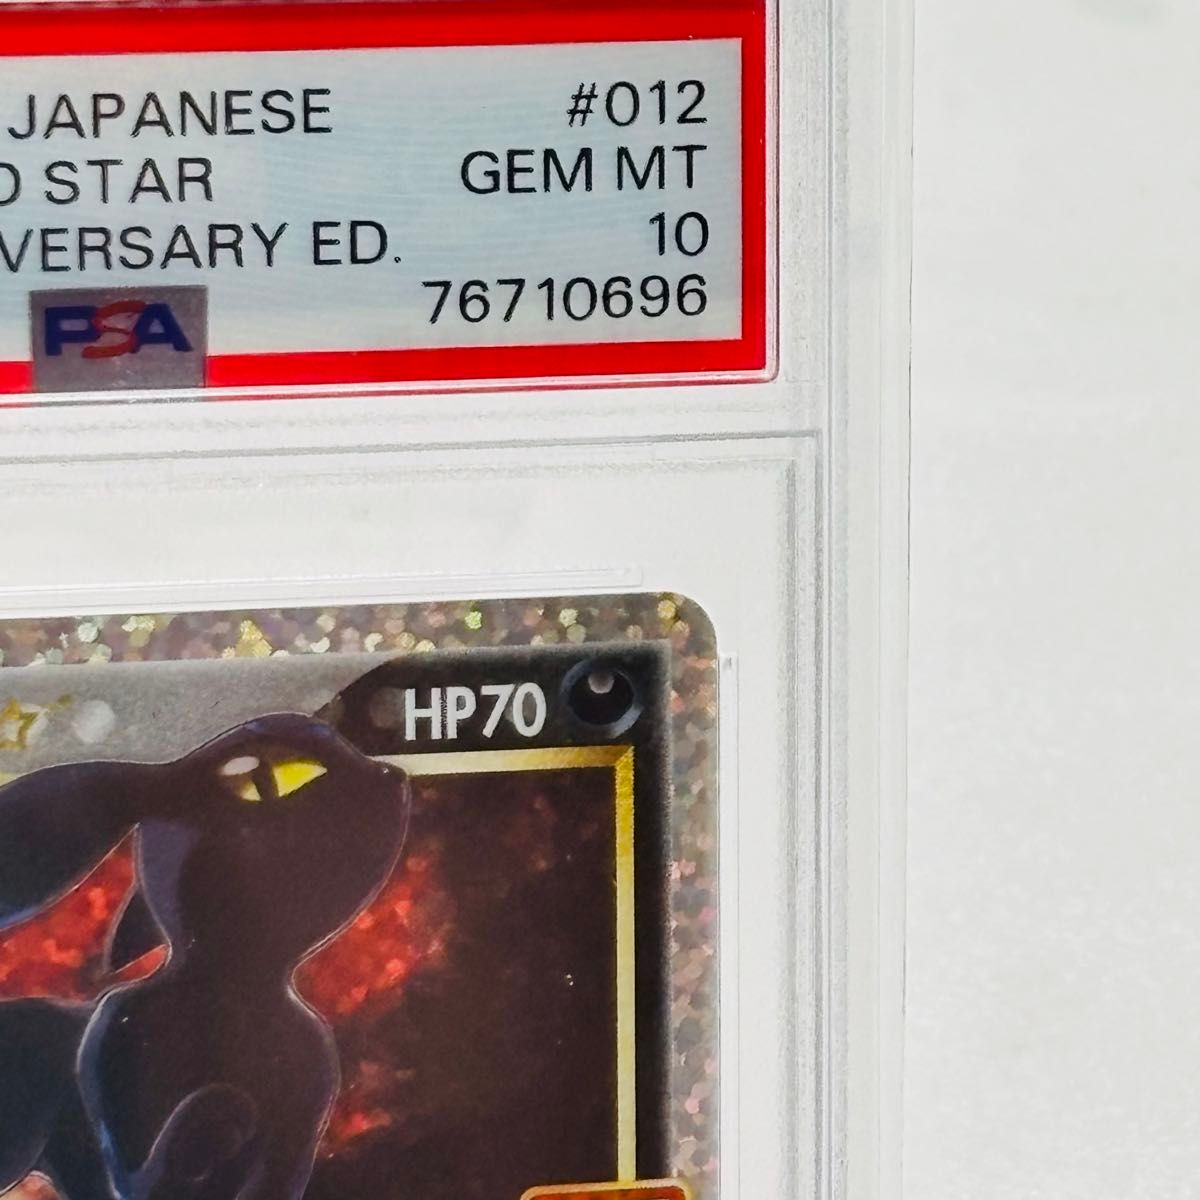 JAPANESE #012
STAR GEM MT
VERSARY ED. 10
PSA 76710696
HP70